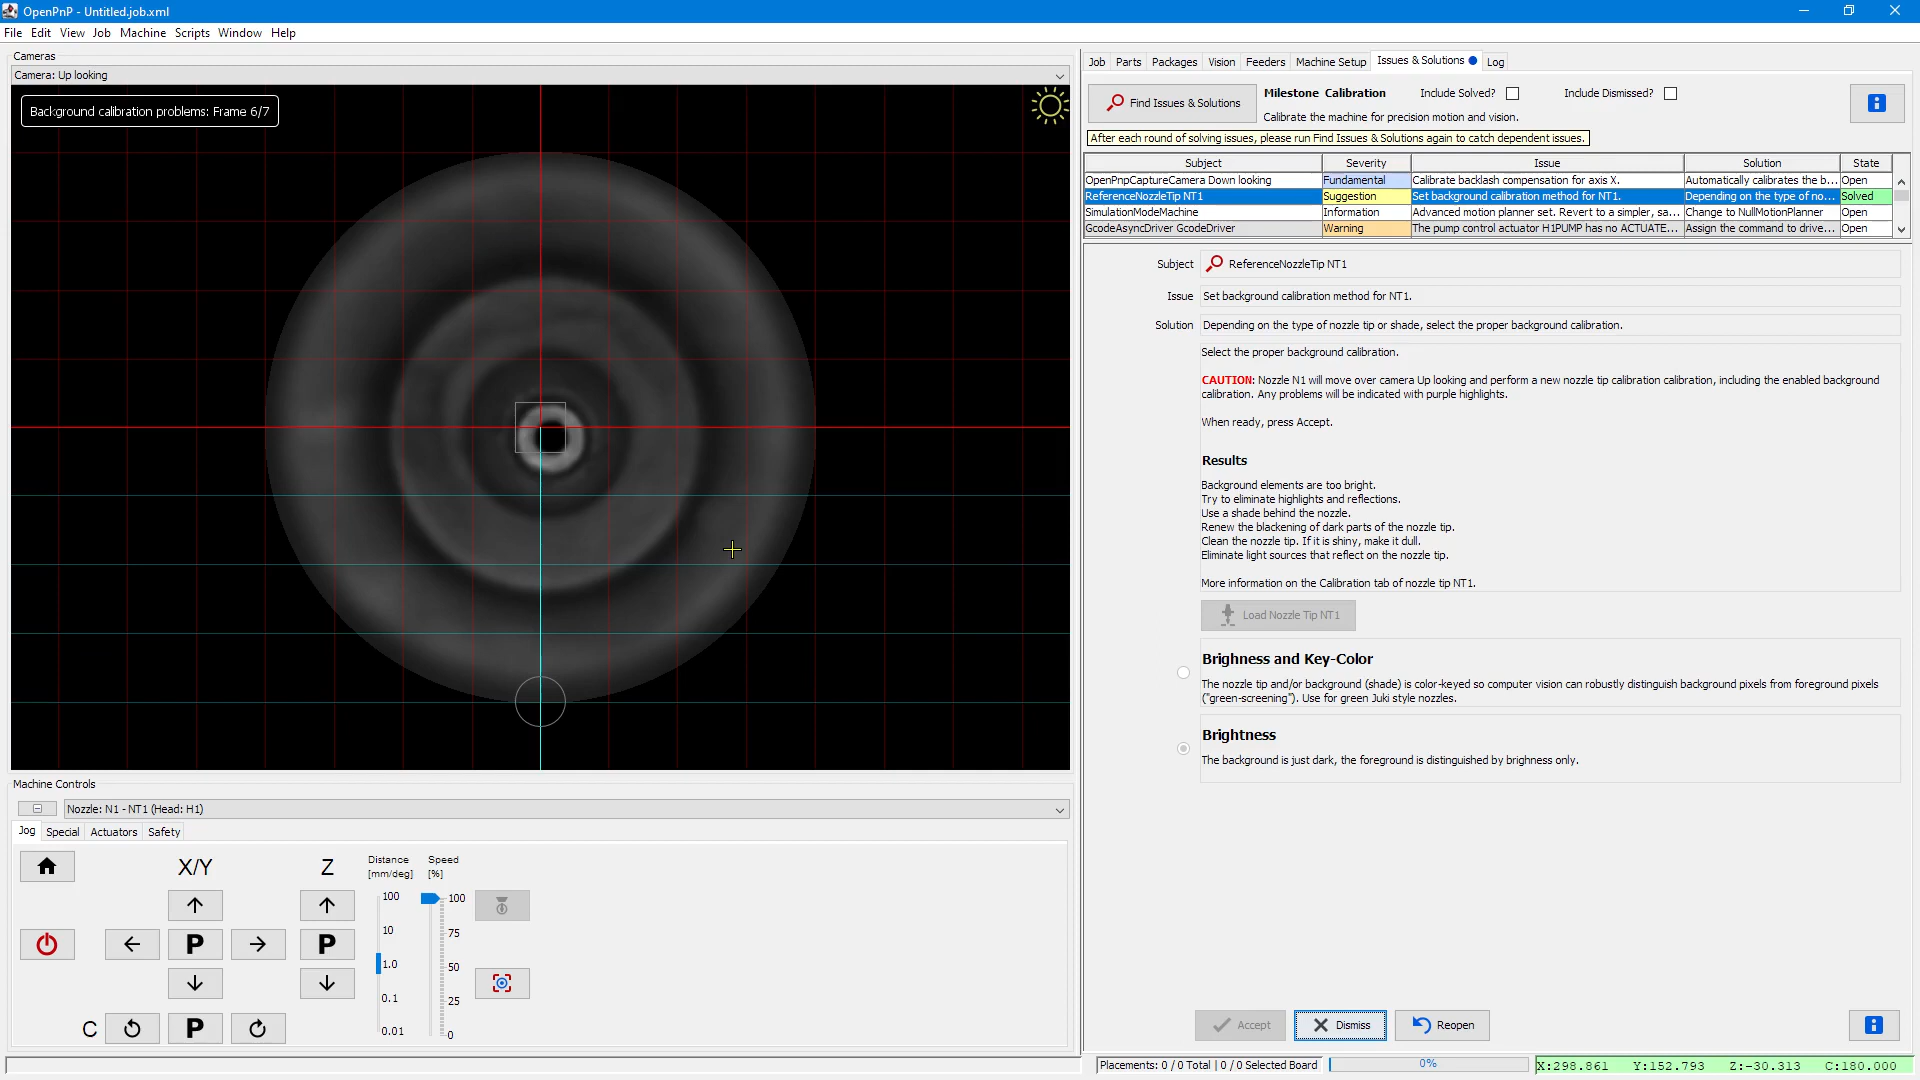 OpenPnP - Untitled.job.xml
File Edit View Job Machine Scripts Window Help
Cameras
Camera: Up looking
Background calibration problems: Frame 6/7
Machine Controls
Nozzle: N1 - NT1 (Head: H1)
Jog Special Actuators Safety
X/Y Z Distance [mm/deg] Speed [%]
100 10 1.0 0.1 0.01
100 75 50 25 0
P P
C P
Job Parts Packages Vision Feeders Machine Setup Issues & Solutions Log
Find Issues & Solutions
Milestone Calibration Include Solved? Include Dismissed?
Calibrate the machine for precision motion and vision.
After each round of solving issues, please run Find Issues & Solutions again to catch dependent issues.
Subject Severity Issue Solution State
OpenPnpCaptureCamera Down looking Fundamental Calibrate backlash compensation for axis X. Automatically calibrates the b... Open
ReferenceNozzleTip NT1 Suggestion Set background calibration method for NT1. Depending on the type of no... Solved
SimulationModeMachine Information Advanced motion planner set. Revert to a simpler, sa... Change to NullMotionPlanner Open
GcodeAsyncDriver GcodeDriver Warning The pump control actuator H1PUMP has no ACTUATE... Assign the command to drive... Open
Subject ReferenceNozzleTip NT1
Issue Set background calibration method for NT1.
Solution Depending on the type of nozzle tip or shade, select the proper background calibration.
Select the proper background calibration.
CAUTION: Nozzle N1 will move over camera Up looking and perform a new nozzle tip calibration calibration, including the enabled background
calibration. Any problems will be indicated with purple highlights.
When ready, press Accept.
Results
Background elements are too bright.
Try to eliminate highlights and reflections.
Use a shade behind the nozzle.
Renew the blackening of dark parts of the nozzle tip.
Clean the nozzle tip. If it is shiny, make it dull.
Eliminate light sources that reflect on the nozzle tip.
More information on the Calibration tab of nozzle tip NT1.
Load Nozzle Tip NT1
Brighness and Key-Color
The nozzle tip and/or background (shade) is color-keyed so computer vision can robustly distinguish background pixels from foreground pixels
("green-screening"). Use for green Juki style nozzles.
Brightness
The background is just dark, the foreground is distinguished by brighness only.
Accept Dismiss Reopen
Placements: 0 / 0 Total | 0 / 0 Selected Board 0% X:298.861 Y:152.793 Z:-30.313 C:180.000